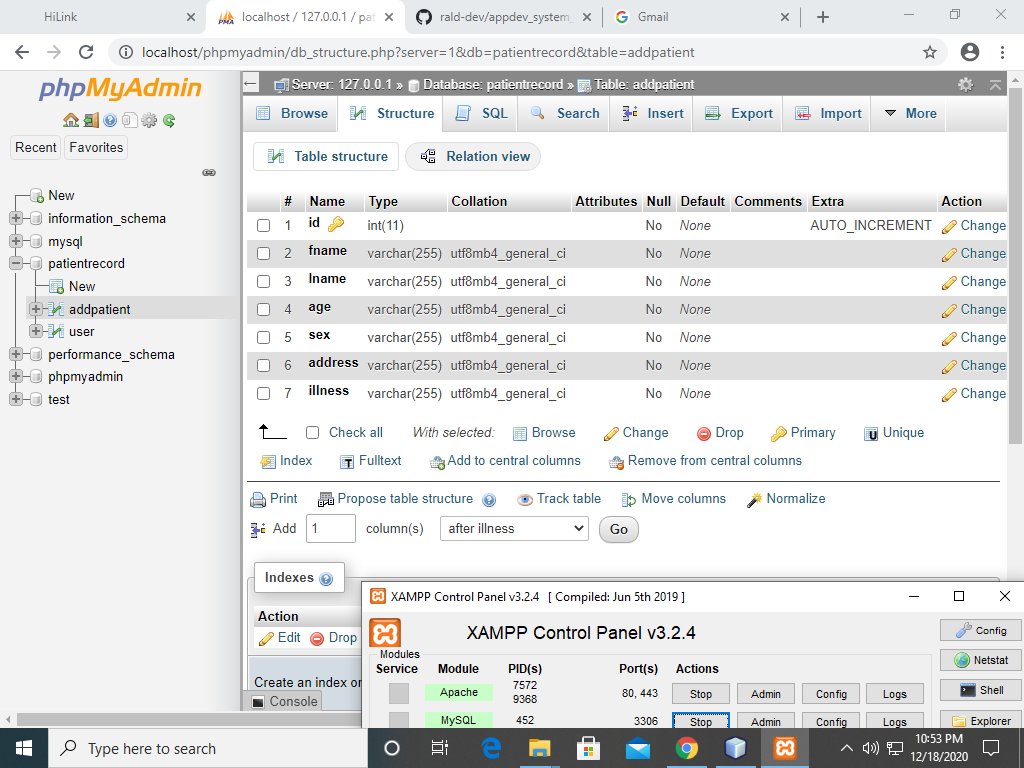 HiLink
localhost / 127.0.0.1 / pat
rald-dev/appdev_system_
Gmail
localhost/phpmyadmin/db_structure.php?server=1&db=patientrecord&table=addpatient
phpMyAdmin
Recent Favorites
New
information_schema
mysql
patientrecord
New
addpatient
user
performance_schema
phpmyadmin
test
Server: 127.0.0.1 » Database: patientrecord » Table: addpatient
Browse Structure SQL Search Insert Export Import More
Table structure Relation view
# Name Type Collation Attributes Null Default Comments Extra Action
1 id int(11) No None AUTO_INCREMENT Change
2 fname varchar(255) utf8mb4_general_ci No None Change
3 lname varchar(255) utf8mb4_general_ci No None Change
4 age varchar(255) utf8mb4_general_ci No None Change
5 sex varchar(255) utf8mb4_general_ci No None Change
6 address varchar(255) utf8mb4_general_ci No None Change
7 illness varchar(255) utf8mb4_general_ci No None Change
Check all With selected: Browse Change Drop Primary Unique
Index Fulltext Add to central columns Remove from central columns
Print Propose table structure Track table Move columns Normalize
Add 1 column(s) after illness Go
Indexes
Action
Edit Drop
Create an index on
Console
XAMPP Control Panel v3.2.4 [ Compiled: Jun 5th 2019 ]
XAMPP Control Panel v3.2.4
Modules
Service Module PID(s) Port(s) Actions
Apache 7572 9368 80, 443 Stop Admin Config Logs
MySQL 452 3306 Stop Admin Config Logs
Config
Netstat
Shell
Explorer
Type here to search
10:53 PM
12/18/2020